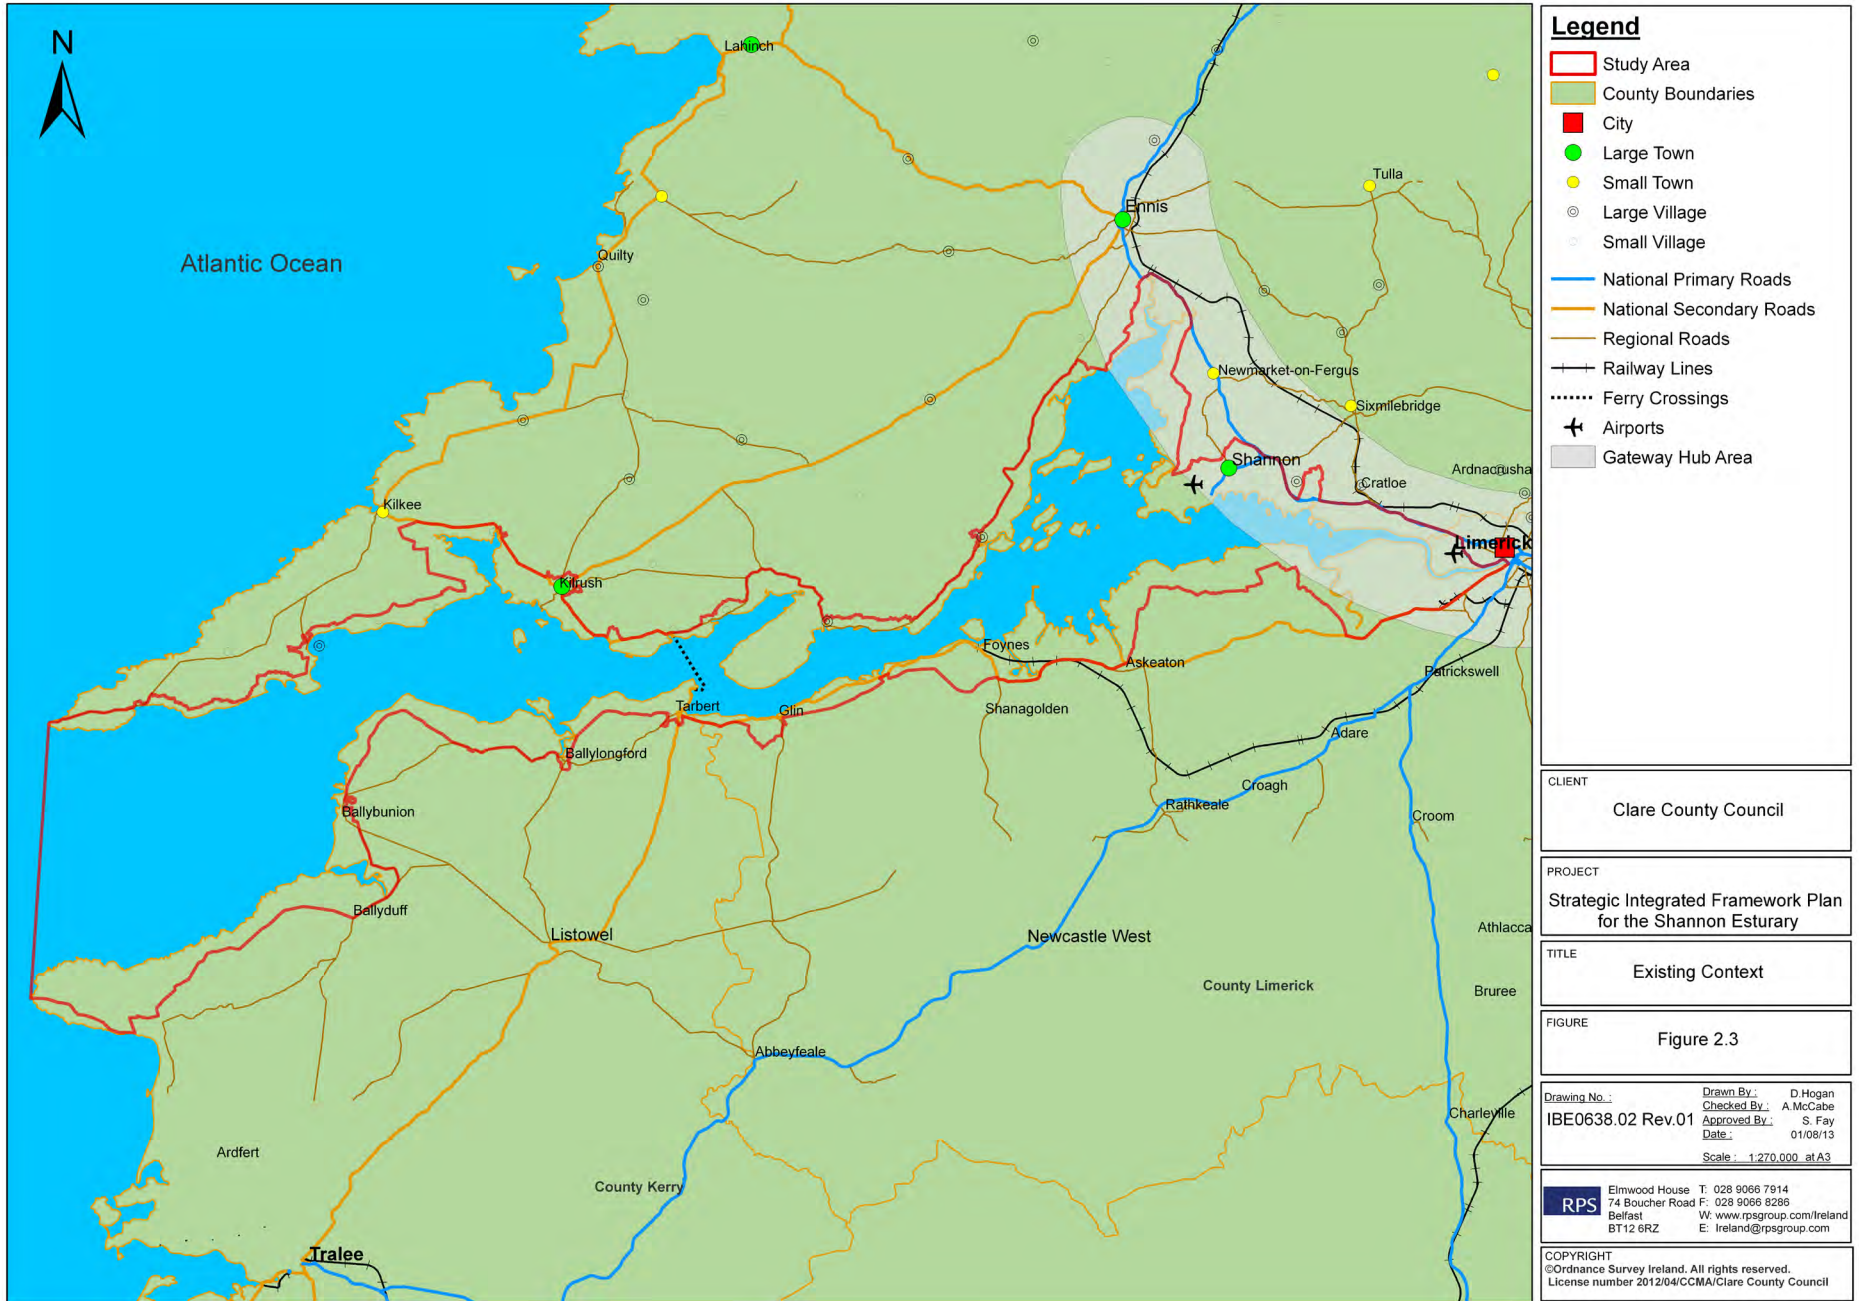 N
Atlantic Ocean
Lahinch
Tulla
Ennis
Quilty
Newmarket-on-Fergus
Sixmilebridge
Shannon
Ardnacrusha
Cratloe
Kilkee
Limerick
Kilrush
Foynes
Askeaton
Patrickswell
Tarbert
Glin
Shanagolden
Adare
Ballylongford
Croagh
Rathkeale
Ballybunion
Croom
Ballyduff
Athlacca
Listowel
Newcastle West
County Limerick
Bruree
Abbeyfeale
Charleville
Ardfert
County Kerry
Tralee
Legend
Study Area
County Boundaries
City
Large Town
Small Town
Large Village
Small Village
National Primary Roads
National Secondary Roads
Regional Roads
Railway Lines
Ferry Crossings
Airports
Gateway Hub Area
CLIENT
Clare County Council
PROJECT
Strategic Integrated Framework Plan
for the Shannon Esturary
TITLE
Existing Context
FIGURE
Figure 2.3
Drawing No. :
IBE0638.02 Rev.01
Drawn By : D.Hogan
Checked By : A.McCabe
Approved By : S. Fay
Date : 01/08/13
Scale : 1:270,000 at A3
RPS
Elmwood House T: 028 9066 7914
74 Boucher Road F: 028 9066 8286
Belfast W: www.rpsgroup.com/Ireland
BT12 6RZ E: Ireland@rpsgroup.com
COPYRIGHT
©Ordnance Survey Ireland. All rights reserved.
License number 2012/04/CCMA/Clare County Council